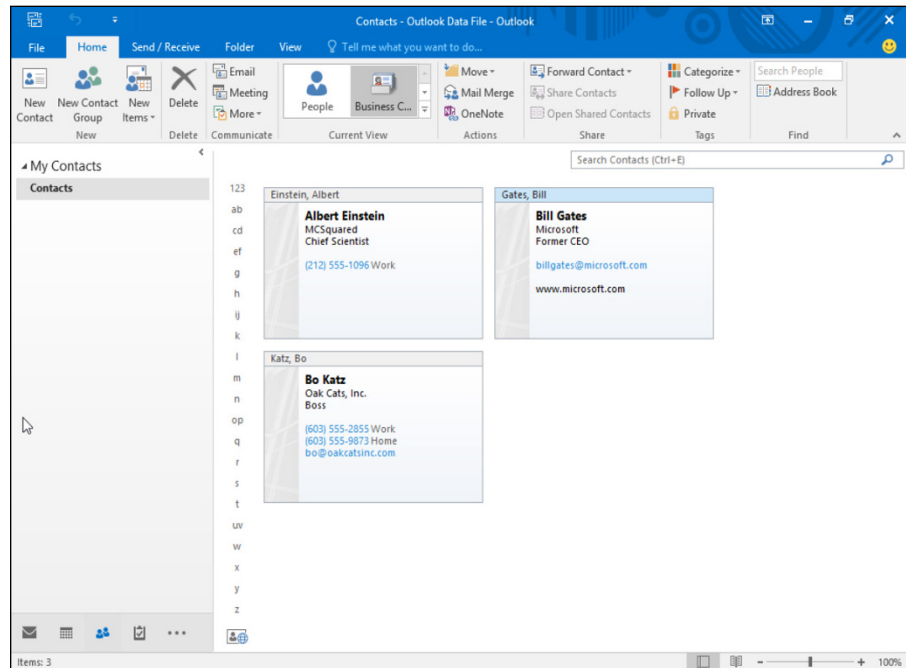 Contacts - Outlook Data File - Outlook
File Home Send / Receive Folder View Tell me what you want to do...
New Contact
New Contact Group
New Items
New
Delete
Delete
Email
Meeting
More
Communicate
People
Business C...
Current View
Move
Mail Merge
OneNote
Actions
Forward Contact
Share Contacts
Open Shared Contacts
Share
Categorize
Follow Up
Private
Tags
Search People
Address Book
Find
My Contacts
Contacts
Search Contacts (Ctrl+E)
123
ab
cd
ef
g
h
ij
k
l
m
n
op
q
r
s
t
uv
w
x
y
z
Einstein, Albert
Albert Einstein
MCSquared
Chief Scientist
(212) 555-1096 Work
Gates, Bill
Bill Gates
Microsoft
Former CEO
billgates@microsoft.com
www.microsoft.com
Katz, Bo
Bo Katz
Oak Cats, Inc.
Boss
(603) 555-2855 Work
(603) 555-9873 Home
bo@oakcatsinc.com
Items: 3
100%